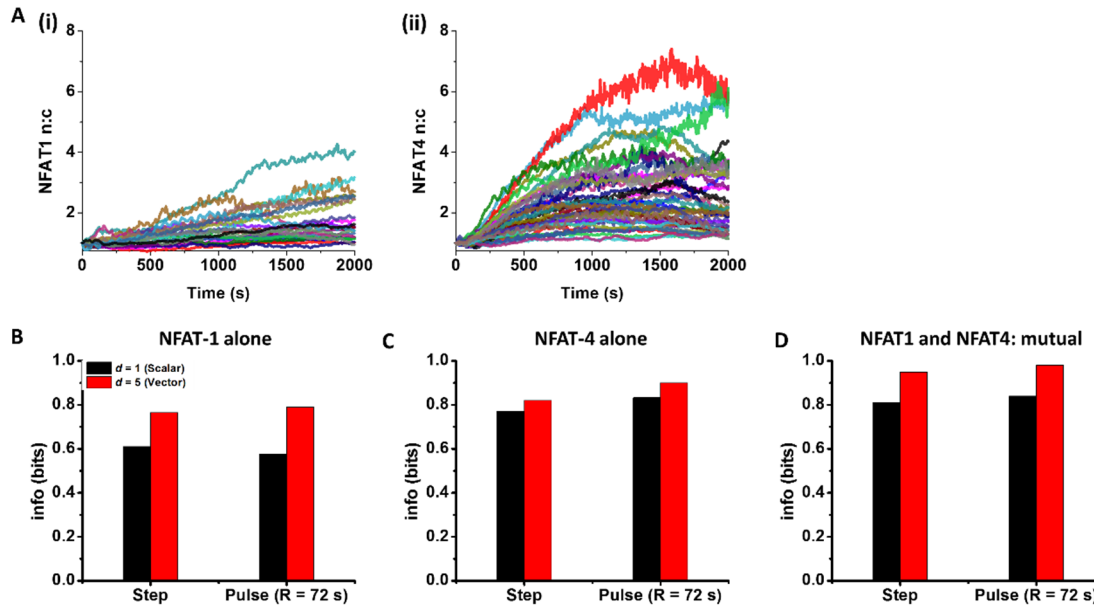 A (i) (ii)
8 8
6 6
4 4
2 2
NFAT1 n:c NFAT4 n:c
0 500 1000 1500 2000 0 500 1000 1500 2000
Time (s) Time (s)
B NFAT-1 alone C NFAT-4 alone D NFAT1 and NFAT4: mutual
d = 1 (Scalar)
d = 5 (Vector)
1.0 1.0 1.0
0.8 0.8 0.8
0.6 0.6 0.6
0.4 0.4 0.4
0.2 0.2 0.2
0.0 0.0 0.0
info (bits) info (bits) info (bits)
Step Pulse (R = 72 s) Step Pulse (R = 72 s) Step Pulse (R = 72 s)